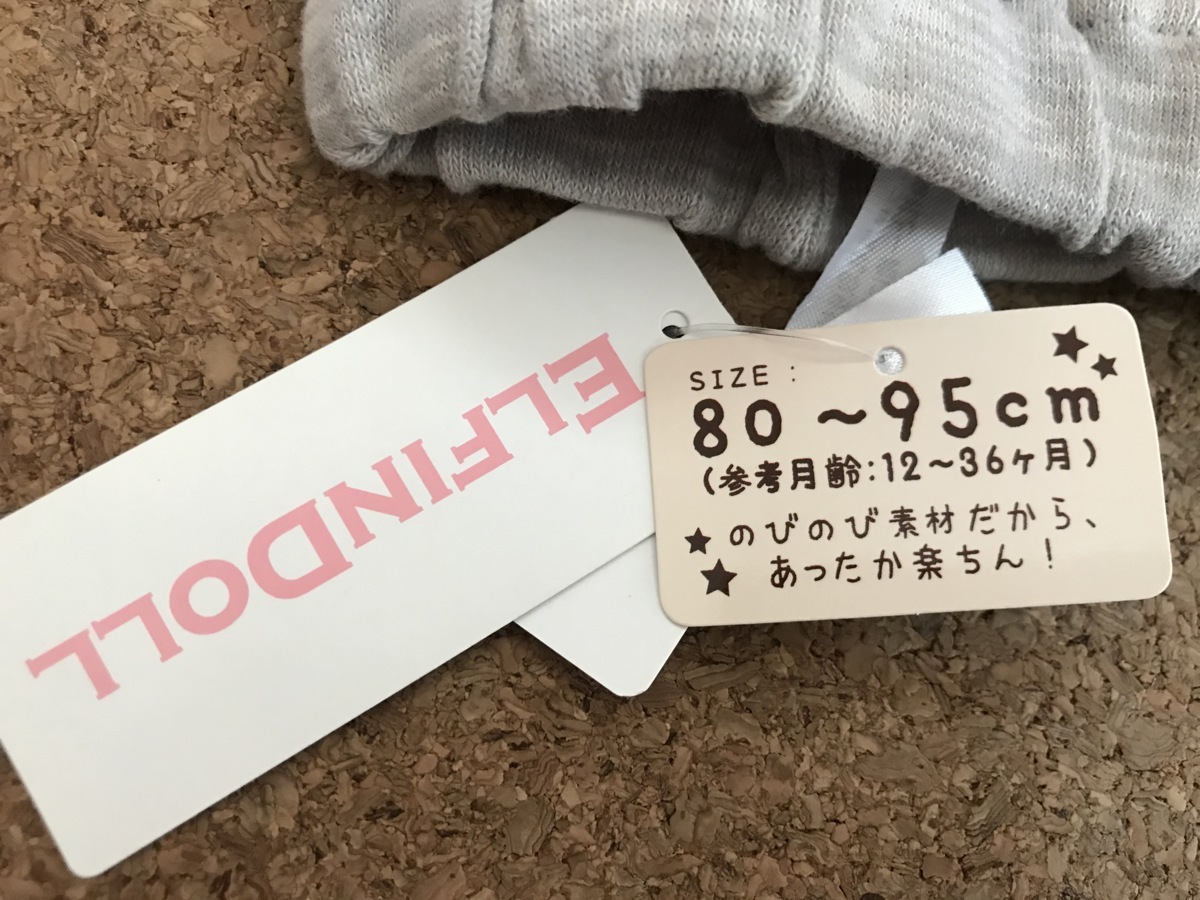 ELFINDOLL
SIZE :
80～95cm
(参考月齢:12～36ヶ月)
★のびのび素材だから、
★あったか楽ちん！